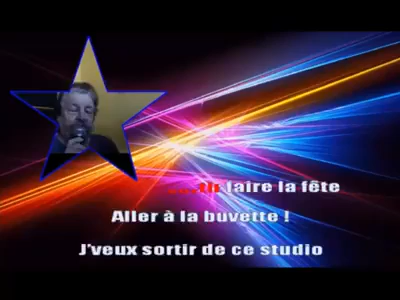 faire la fête
Aller à la buvette !
J'veux sortir de ce studio